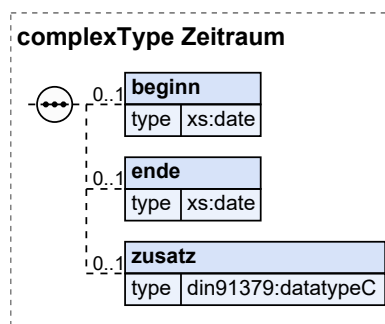 complexType Zeitraum
0..1 beginn
type xs:date
0..1 ende
type xs:date
0..1 zusatz
type din91379:datatypeC